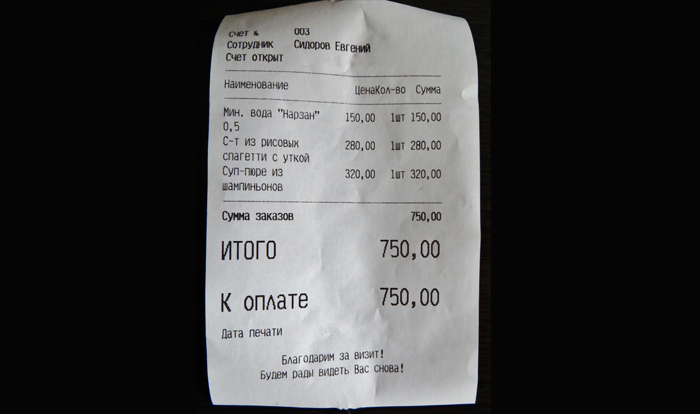 счет № 003
Сотрудник Сидоров Евгений
Счет открыт
Наименование ЦенаКол-во Сумма
Мин. вода "Нарзан" 150,00 1шт 150,00
0,5
С-т из рисовых 280,00 1шт 280,00
спагетти с уткой
Суп-пюре из 320,00 1шт 320,00
шампиньонов
Сумма заказов 750,00
ИТОГО 750,00
К оплате 750,00
Дата печати
Благодарим за визит!
Будем рады видеть Вас снова!